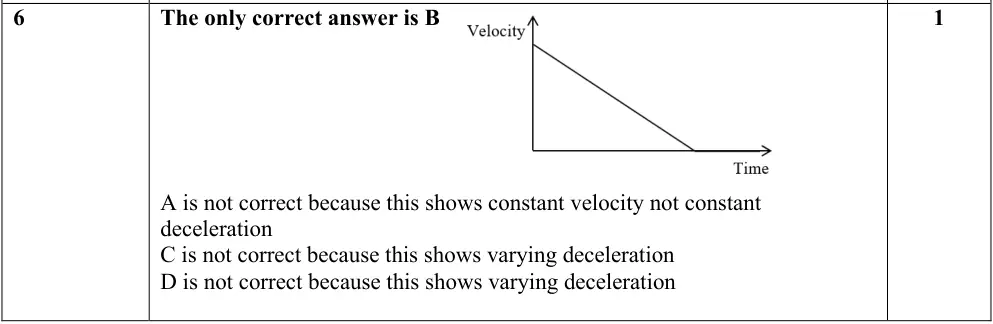 6
The only correct answer is B
1
Velocity
Time
A is not correct because this shows constant velocity not constant
deceleration
C is not correct because this shows varying deceleration
D is not correct because this shows varying deceleration